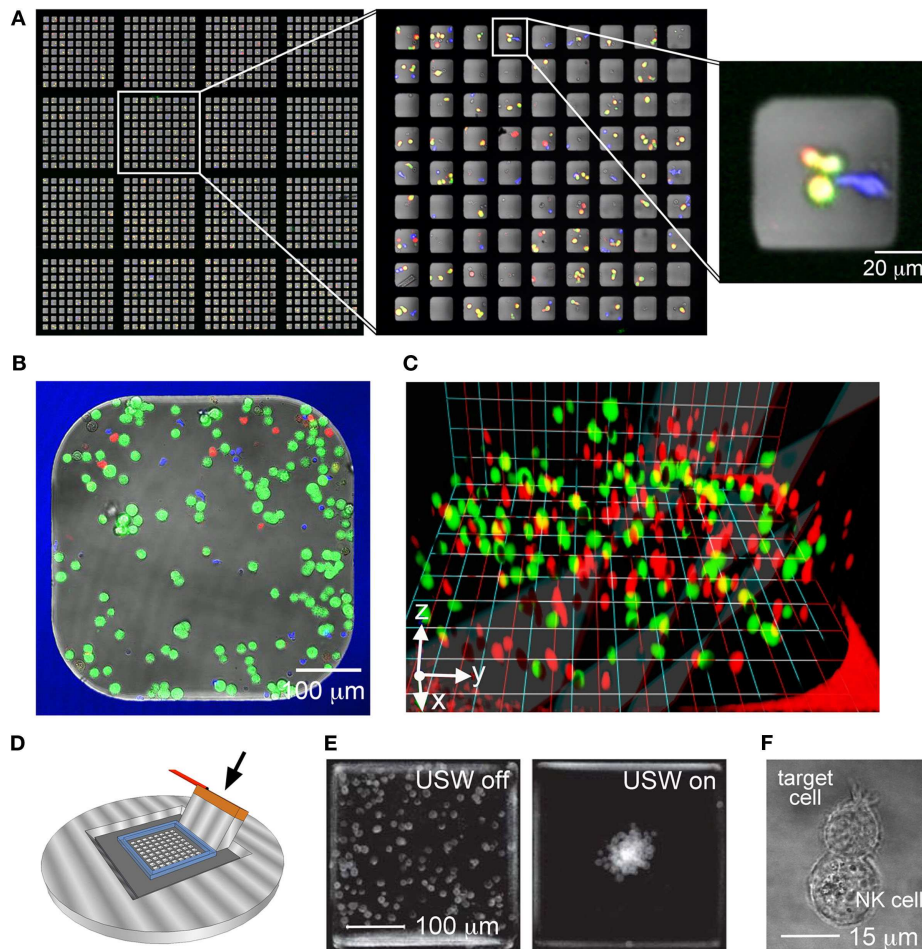 A
20 μm
B
100 μm
C
z
y
x
D
E
USW off
USW on
100 μm
F
target
cell
NK cell
15 μm